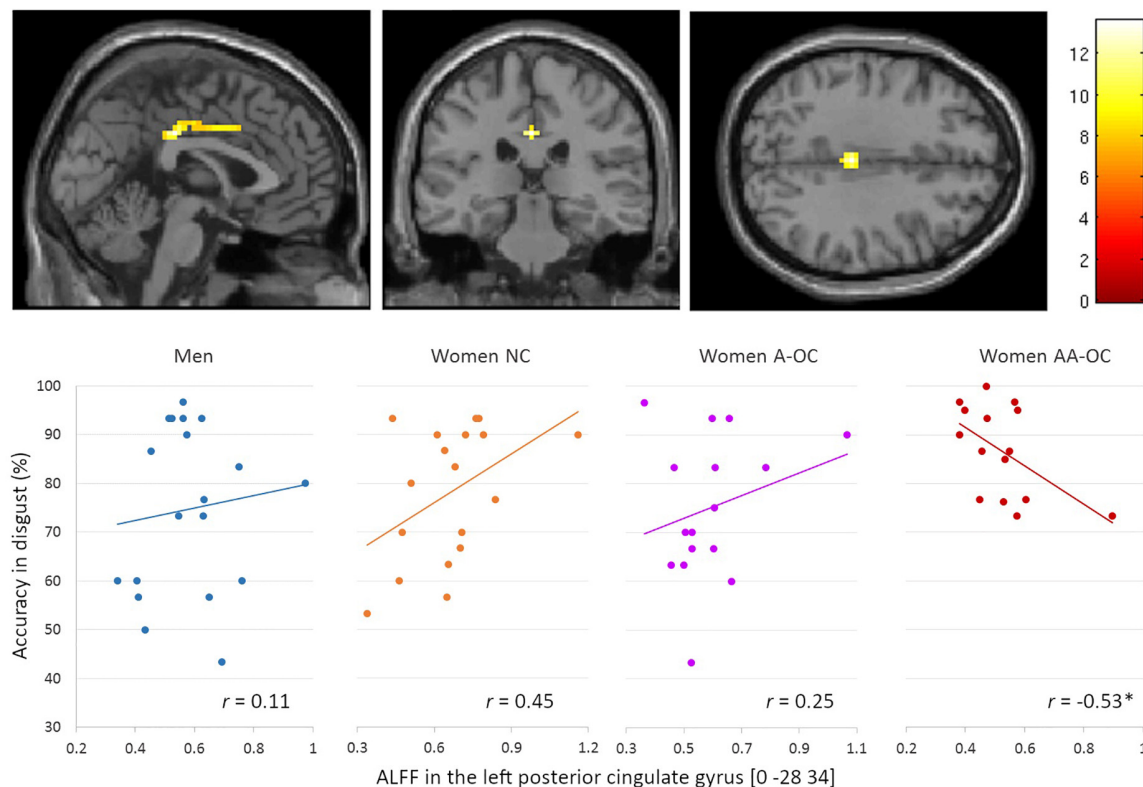 12
10
8
6
4
2
0
Men
Women NC
Women A-OC
Women AA-OC
Accuracy in disgust (%)
100
90
80
70
60
50
40
30
r = 0.11
r = 0.45
r = 0.25
r = -0.53*
0.2 0.4 0.6 0.8 1
0.3 0.6 0.9 1.2
0.3 0.5 0.7 0.9 1.1
0.2 0.4 0.6 0.8 1
ALFF in the left posterior cingulate gyrus [0 -28 34]